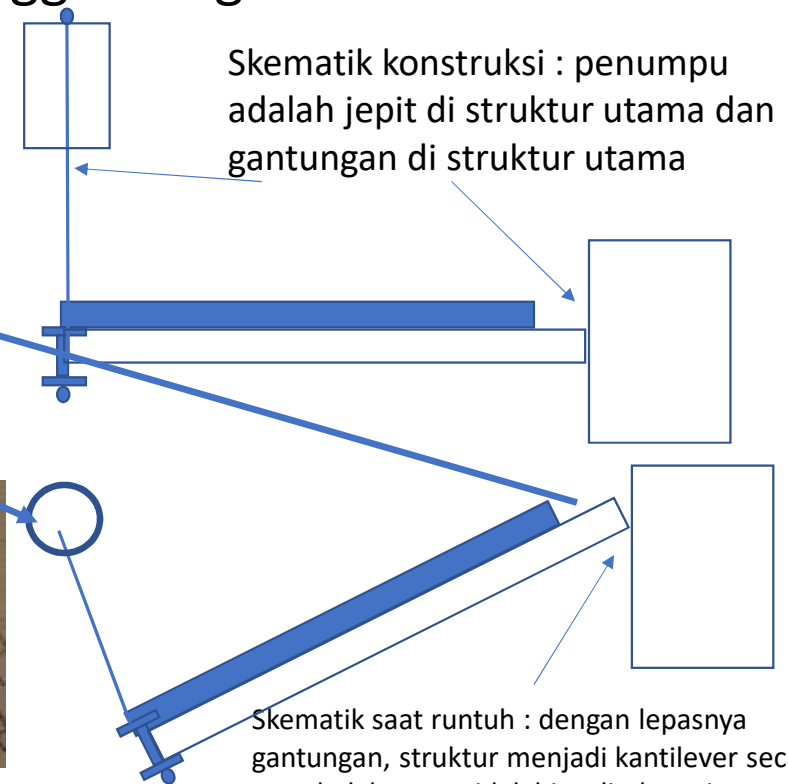 Skematik konstruksi : penumpu
adalah jepit di struktur utama dan
gantungan di struktur utama
Skematik saat runtuh : dengan lepasnya
gantungan, struktur menjadi kantilever sec